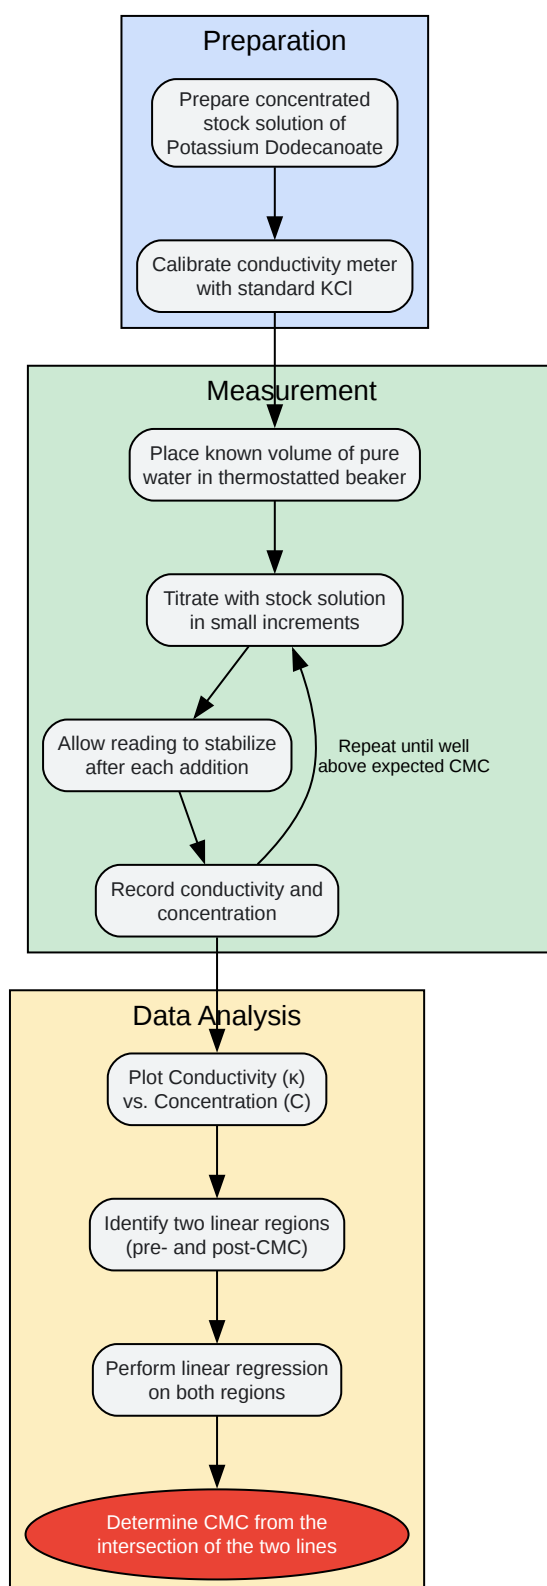 Preparation
Prepare concentrated
stock solution of
Potassium Dodecanoate
Calibrate conductivity meter
with standard KCl
Measurement
Place known volume of pure
water in thermostatted beaker
Titrate with stock solution
in small increments
Allow reading to stabilize
after each addition
Repeat until well
above expected CMC
Record conductivity and
concentration
Data Analysis
Plot Conductivity (κ)
vs. Concentration (C)
Identify two linear regions
(pre- and post-CMC)
Perform linear regression
on both regions
Determine CMC from the
intersection of the two lines